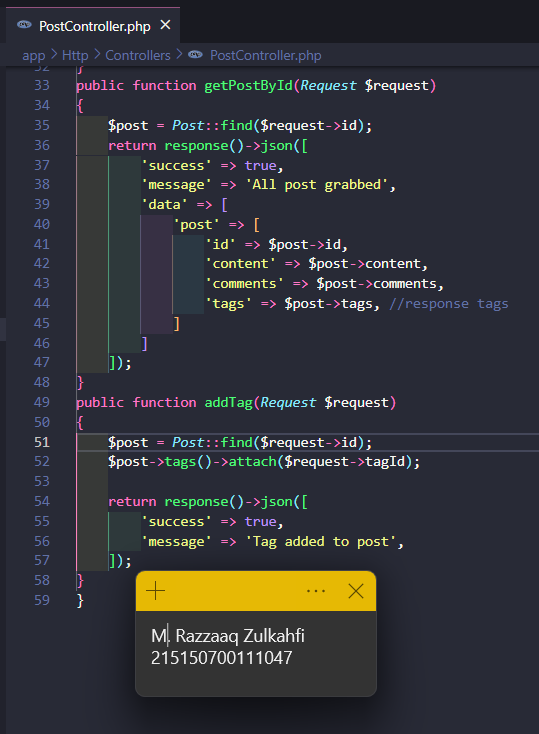 PostController.php
app > Http > Controllers > PostController.php
32 }
33 public function getPostById(Request $request)
34 {
35 $post = Post::find($request->id);
36 return response()->json([
37 'success' => true,
38 'message' => 'All post grabbed',
39 'data' => [
40 'post' => [
41 'id' => $post->id,
42 'content' => $post->content,
43 'comments' => $post->comments,
44 'tags' => $post->tags, //response tags
45 ]
46 ]
47 ]);
48 }
49 public function addTag(Request $request)
50 {
51 $post = Post::find($request->id);
52 $post->tags()->attach($request->tagId);
53
54 return response()->json([
55 'success' => true,
56 'message' => 'Tag added to post',
57 ]);
58 }
59 }
M. Razzaaq Zulkahfi
215150700111047